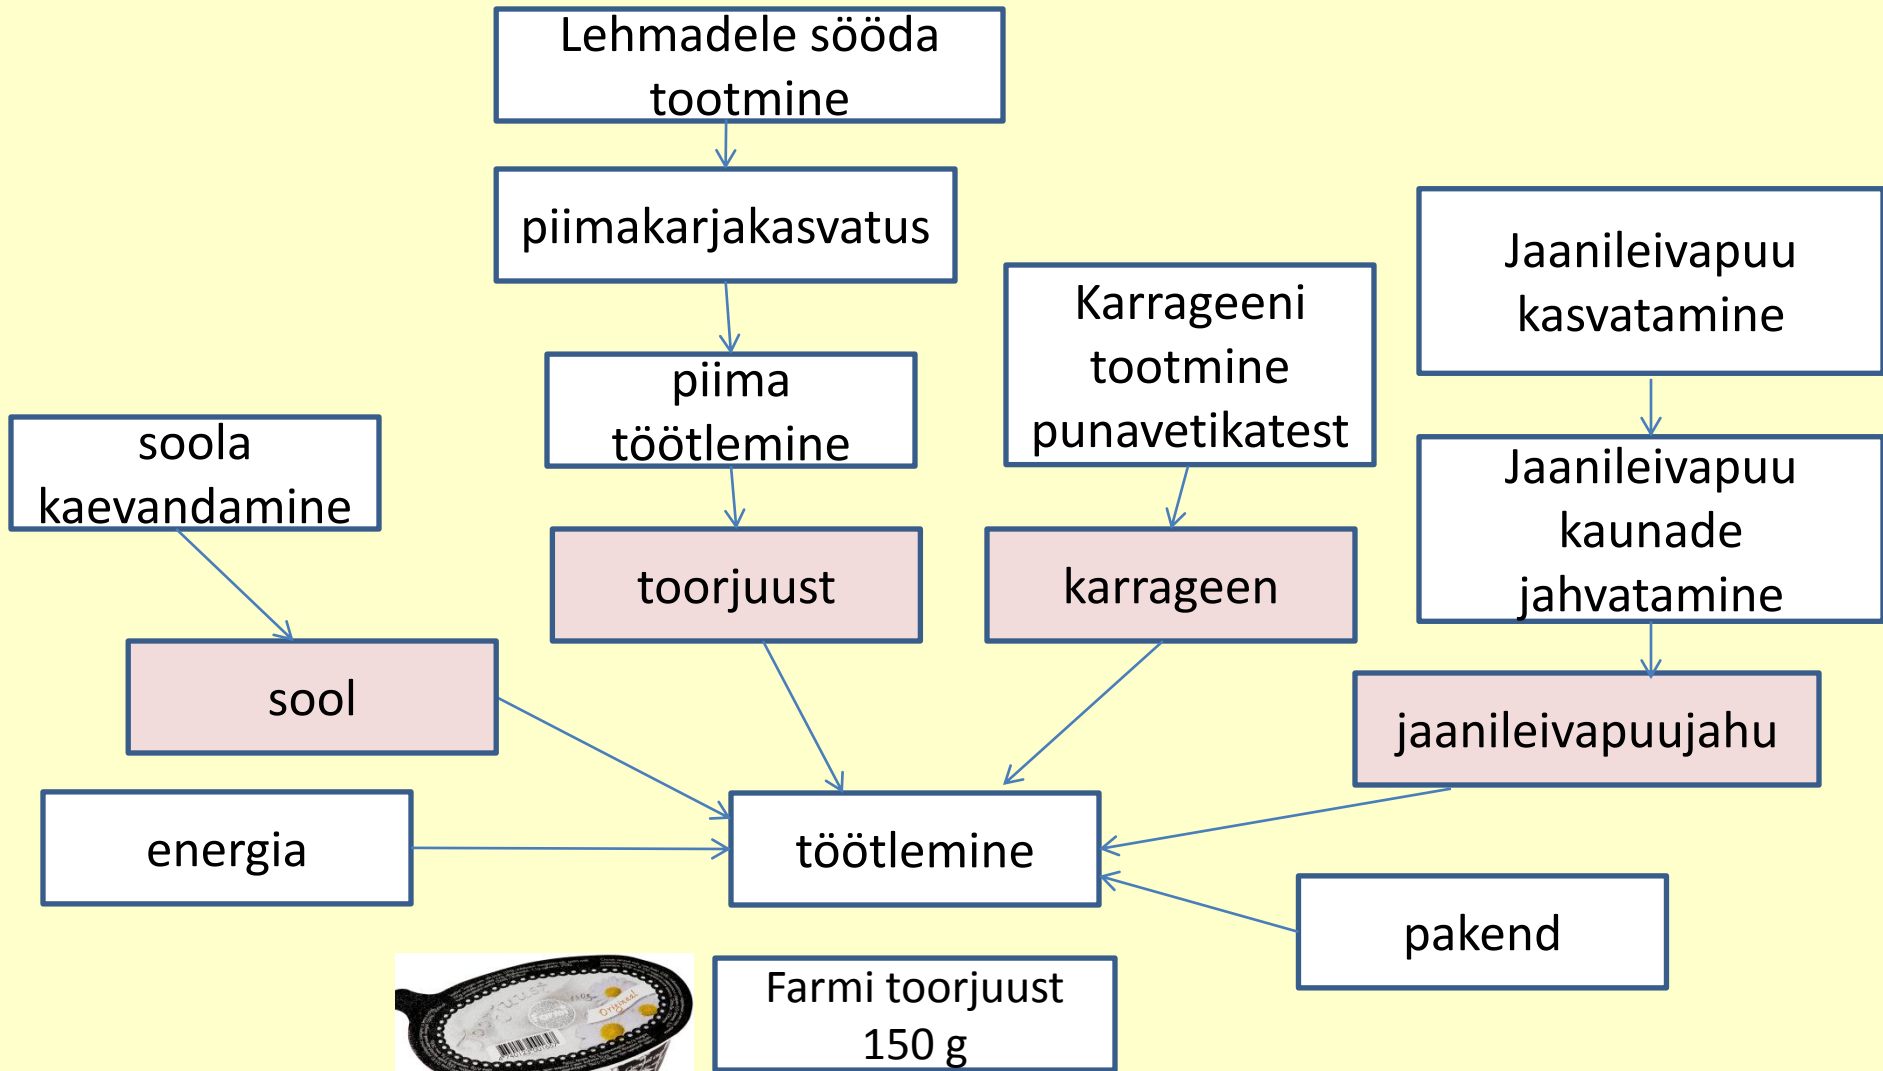 Lehmadele sööda
tootmine
piimakarjakasvatus
Jaanileivapuu
kasvatamine
Karrageeni
tootmine
punavetikatest
piima
töötlemine
soola
kaevandamine
Jaanileivapuu
kaunade
jahvatamine
toorjuust
karrageen
sool
jaanileivapuujahu
energia
töötlemine
pakend
Farmi toorjuust
150 g
Originaal